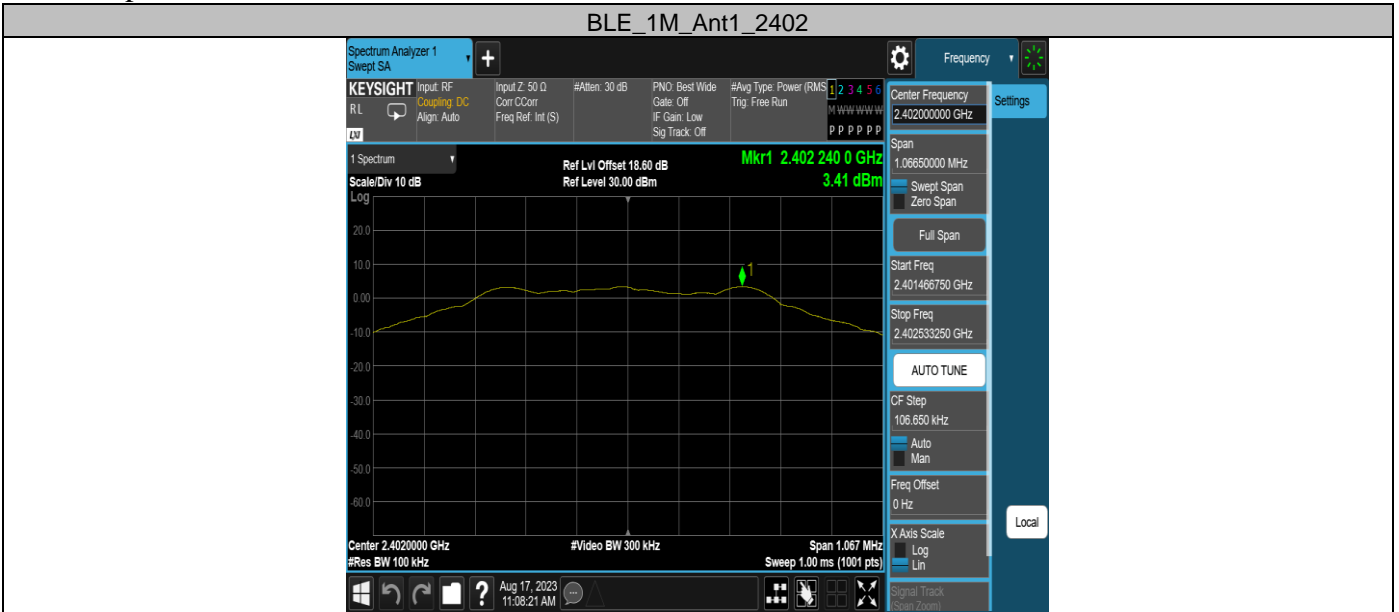 BLE_1M_Ant1_2402
Spectrum Analyzer 1
Swept SA
+
Frequency
KEYSIGHT
RL
LXI
Input: RF
Coupling: DC
Align: Auto
Input Z: 50 Ω
Corr CCorr
Freq Ref: Int (S)
#Atten: 30 dB
PNO: Best Wide
Gate: Off
IF Gain: Low
Sig Track: Off
#Avg Type: Power (RMS
Trig: Free Run
1 2 3 4 5 6
M W W W W W
P P P P P P
1 Spectrum
Scale/Div 10 dB
Ref Lvl Offset 18.60 dB
Ref Level 30.00 dBm
Mkr1 2.402 240 0 GHz
3.41 dBm
Log
20.0
10.0
0.00
-10.0
-20.0
-30.0
-40.0
-50.0
-60.0
1
Center 2.4020000 GHz
#Res BW 100 kHz
#Video BW 300 kHz
Span 1.067 MHz
Sweep 1.00 ms (1001 pts)
Aug 17, 2023
11:08:21 AM
?
Center Frequency
2.402000000 GHz
Span
1.06650000 MHz
Swept Span
Zero Span
Full Span
Start Freq
2.401466750 GHz
Stop Freq
2.402533250 GHz
AUTO TUNE
CF Step
106.650 kHz
Auto
Man
Freq Offset
0 Hz
X Axis Scale
Log
Lin
Signal Track
(Span Zoom)
Settings
Local